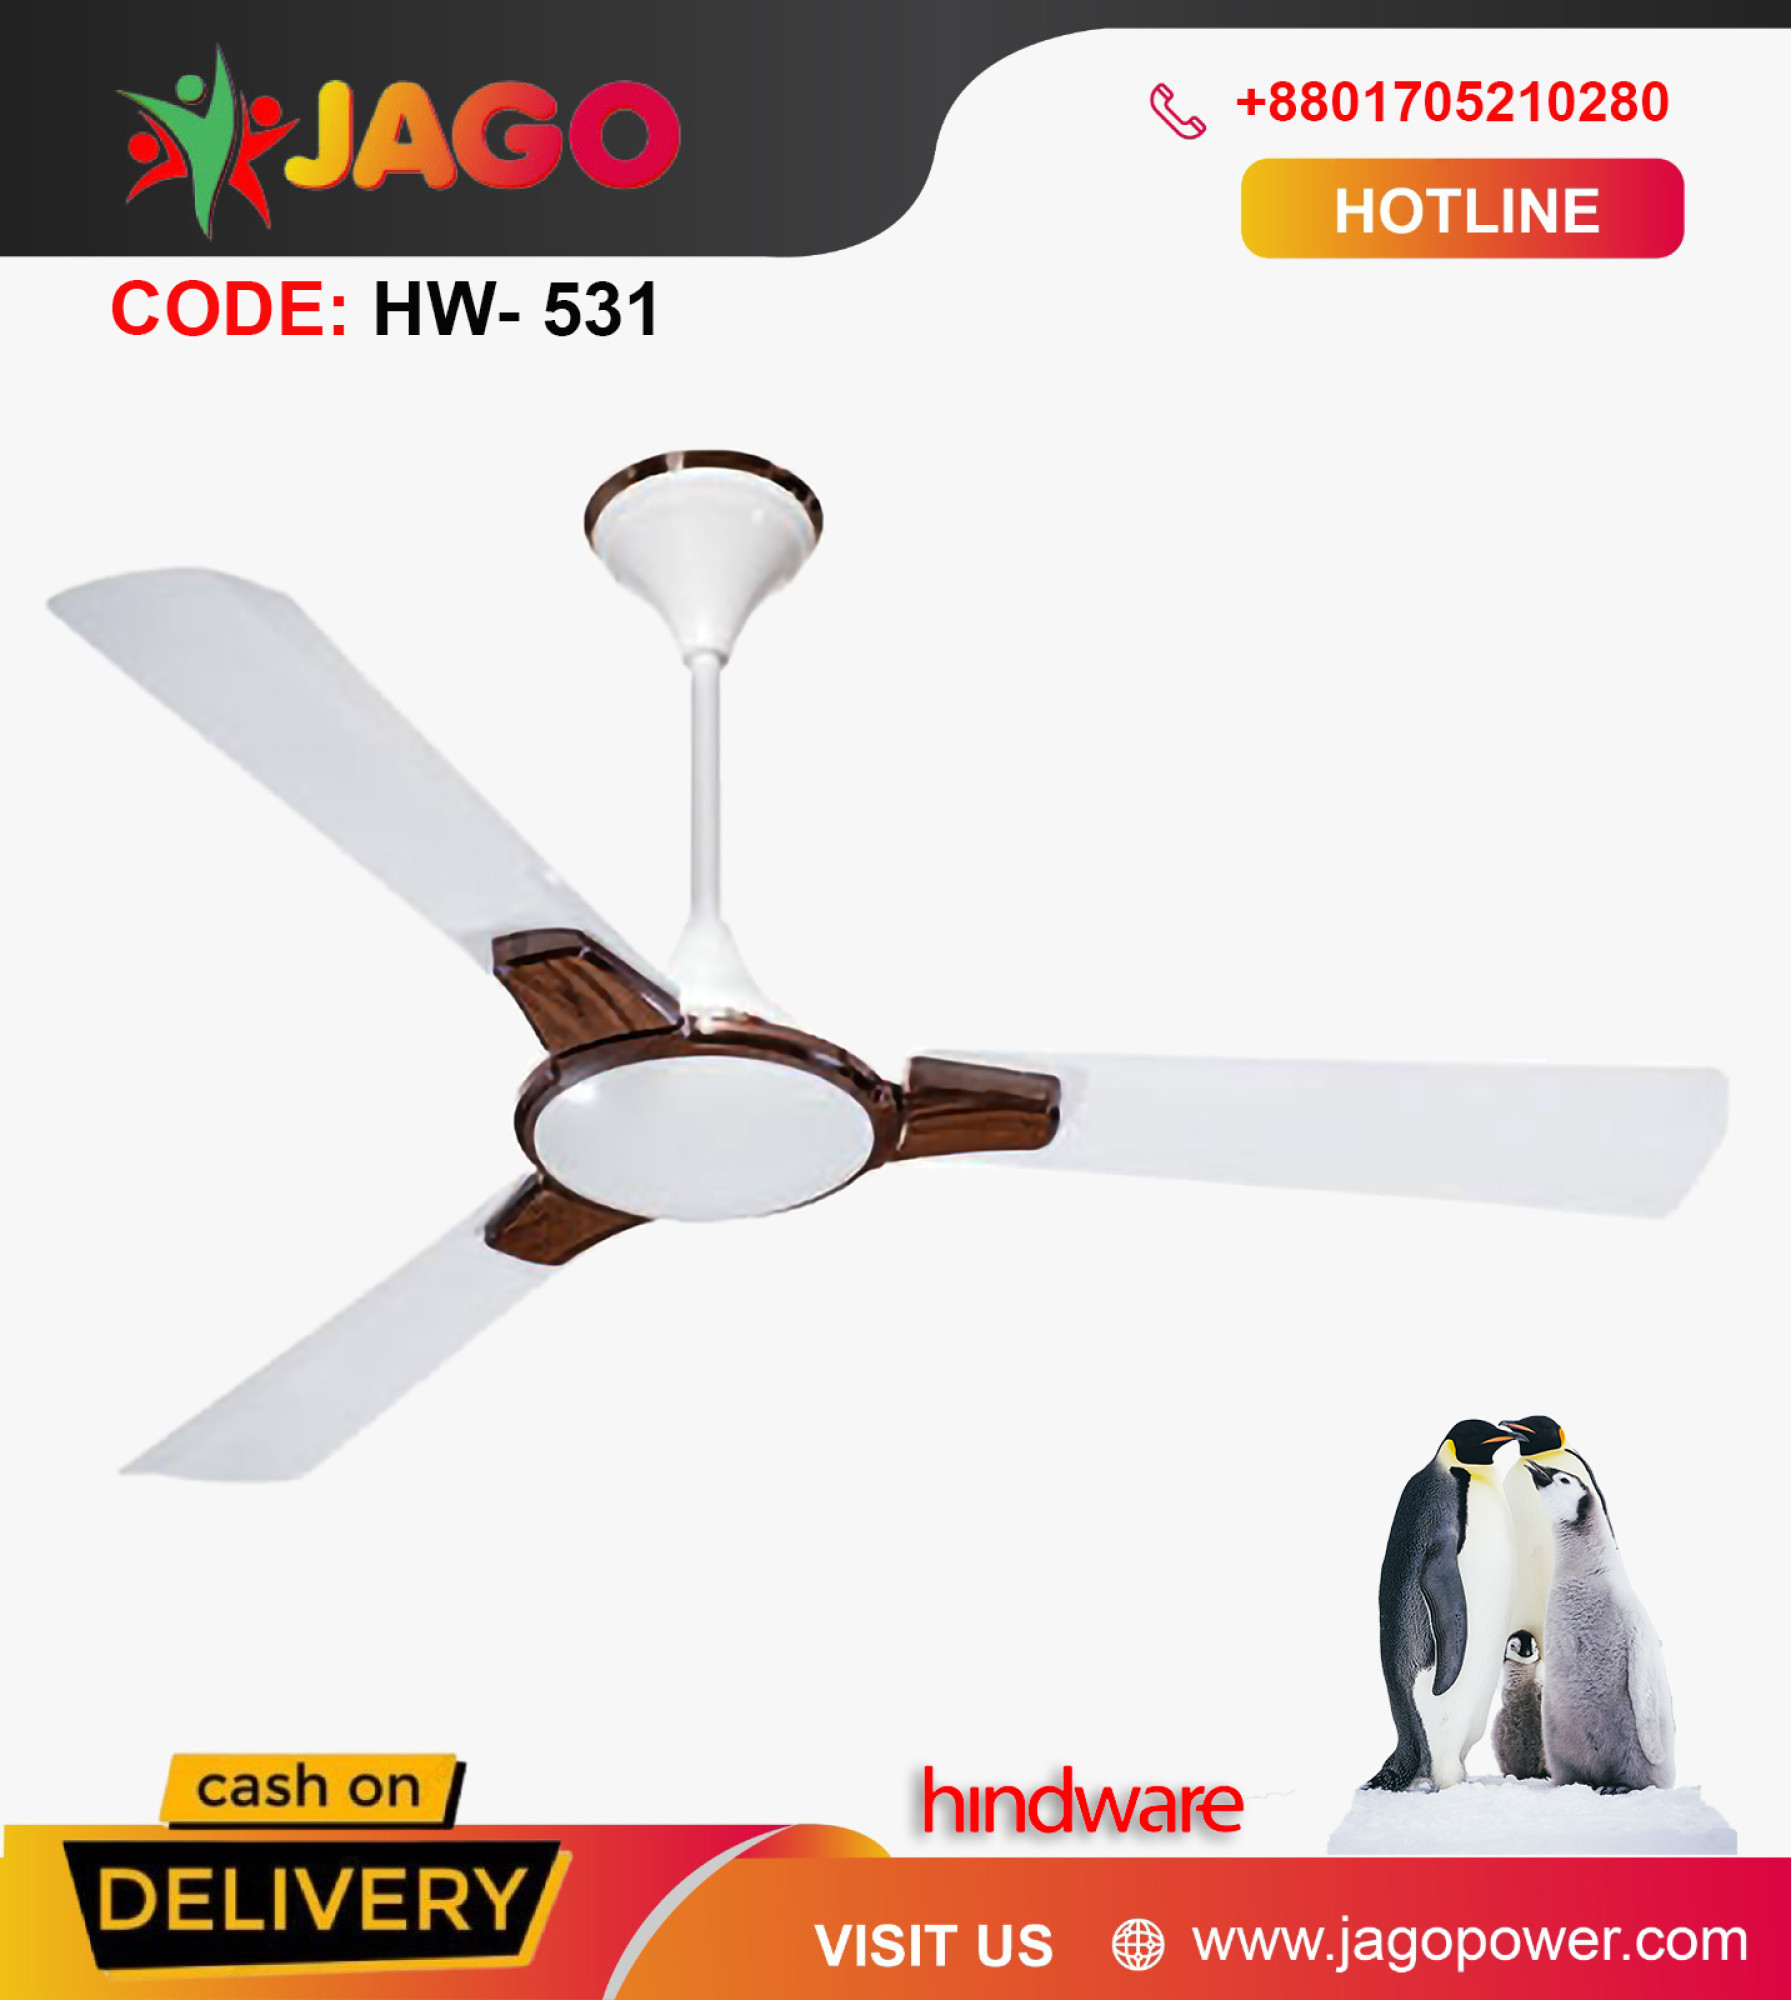 JAGO
+8801705210280
HOTLINE
CODE: HW- 531
cash on
DELIVERY
hindware
VISIT US www.jagopower.com